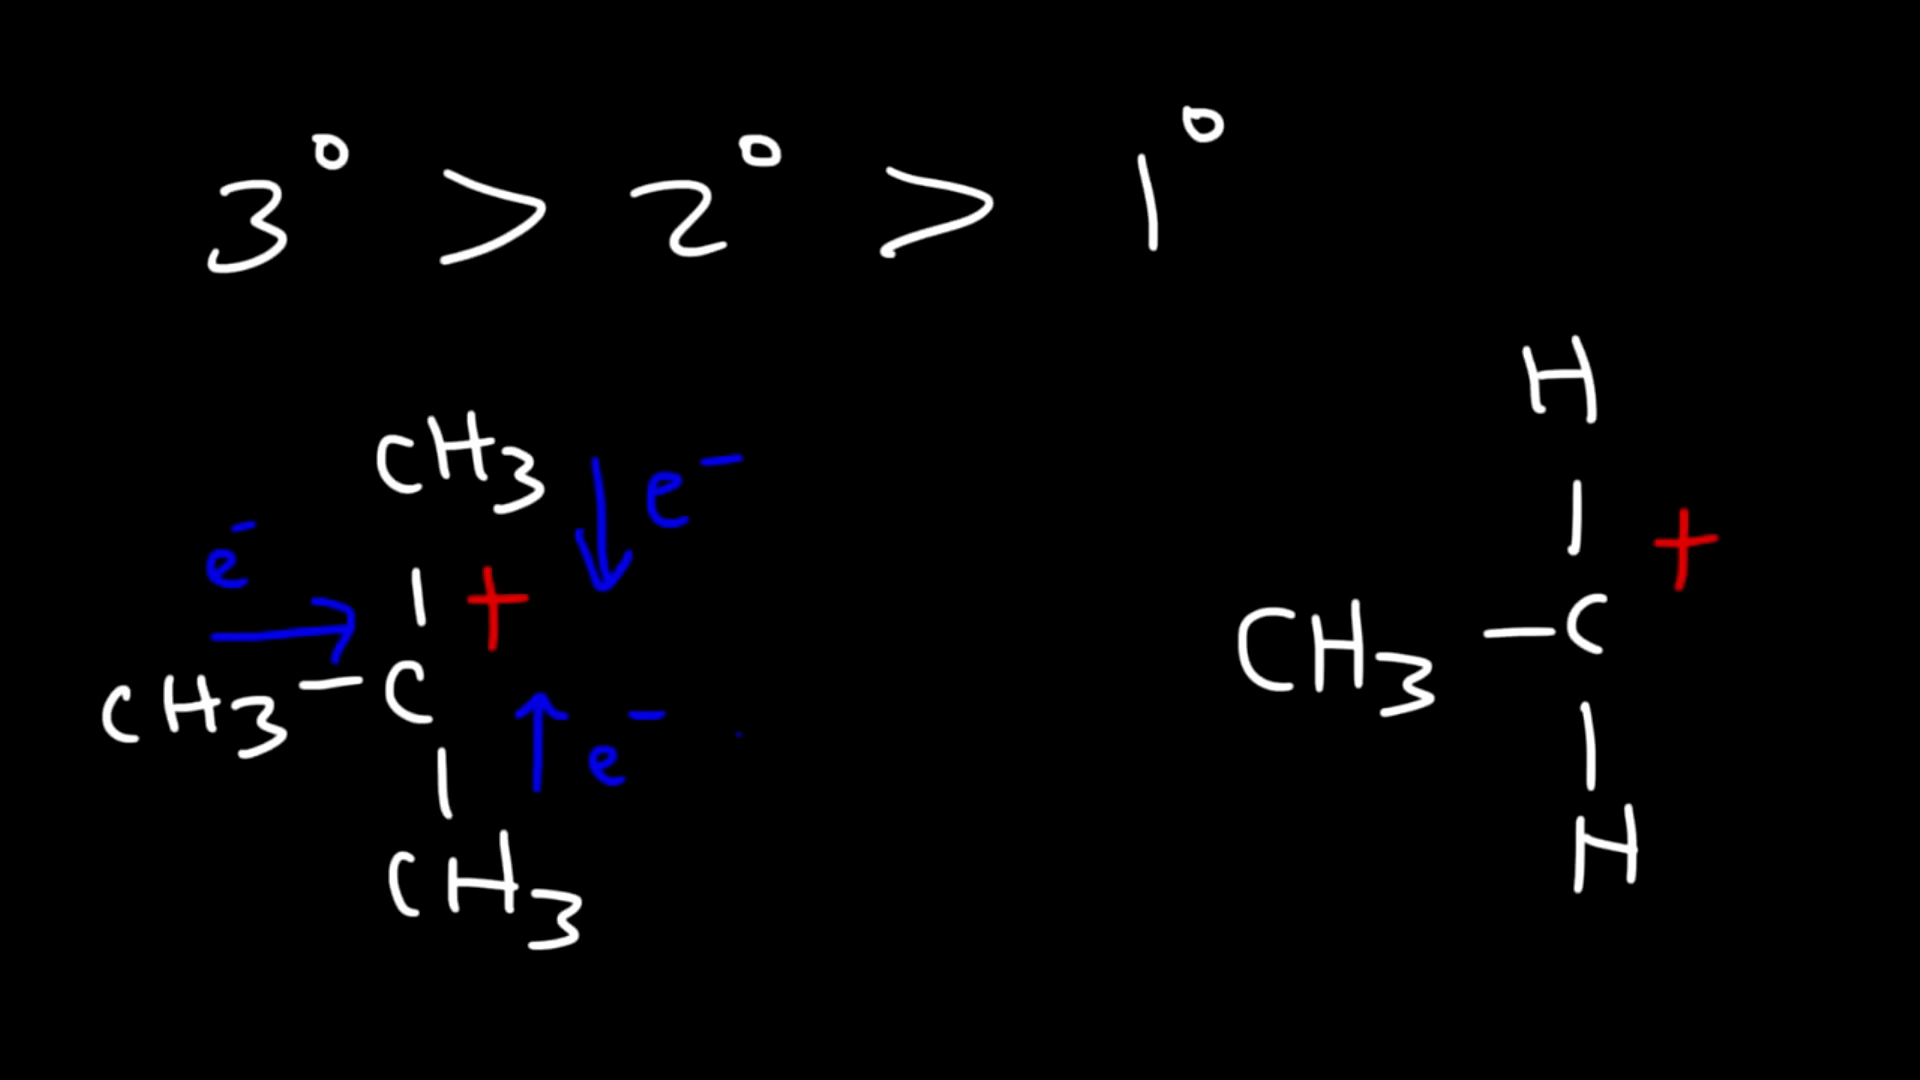 3° > 2° > 1°
H
CH3 e-
e- + +
CH3 - C CH3 - C
e-
CH3 H